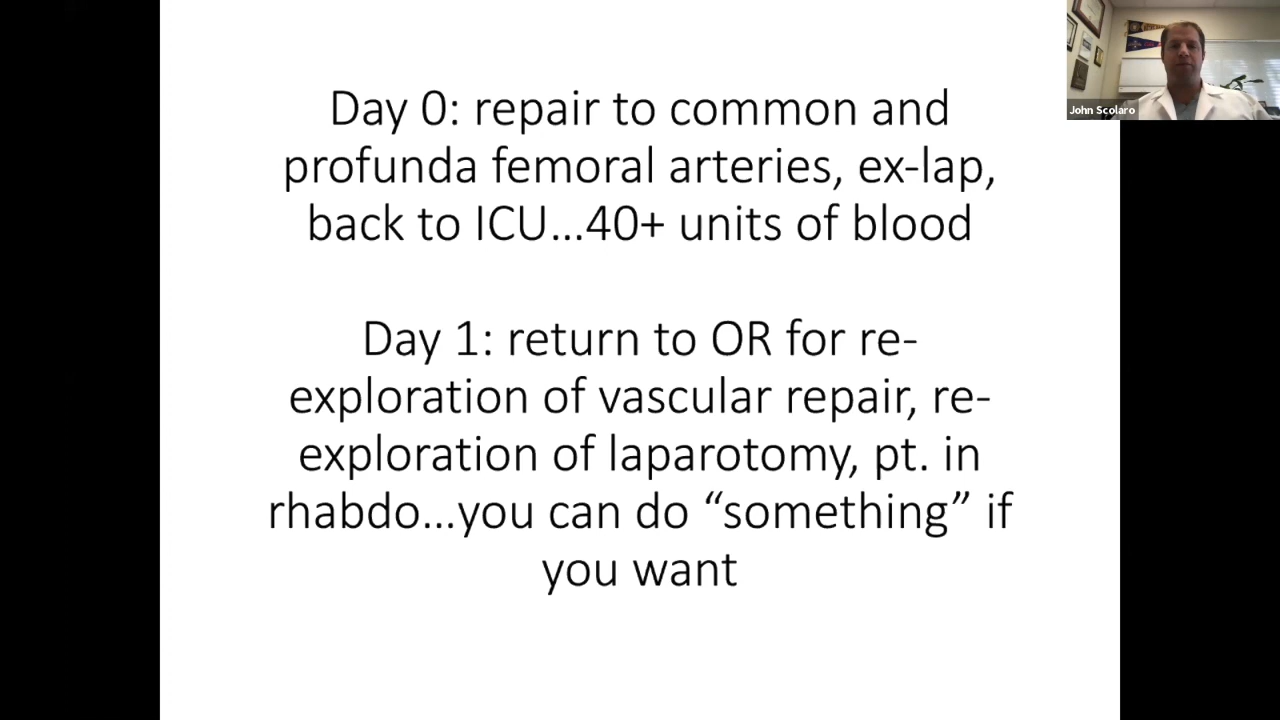 Day 0: repair to common and
profunda femoral arteries, ex-lap,
back to ICU...40+ units of blood
Day 1: return to OR for re-
exploration of vascular repair, re-
exploration of laparotomy, pt. in
rhabdo...you can do “something” if
you want
John Scolaro